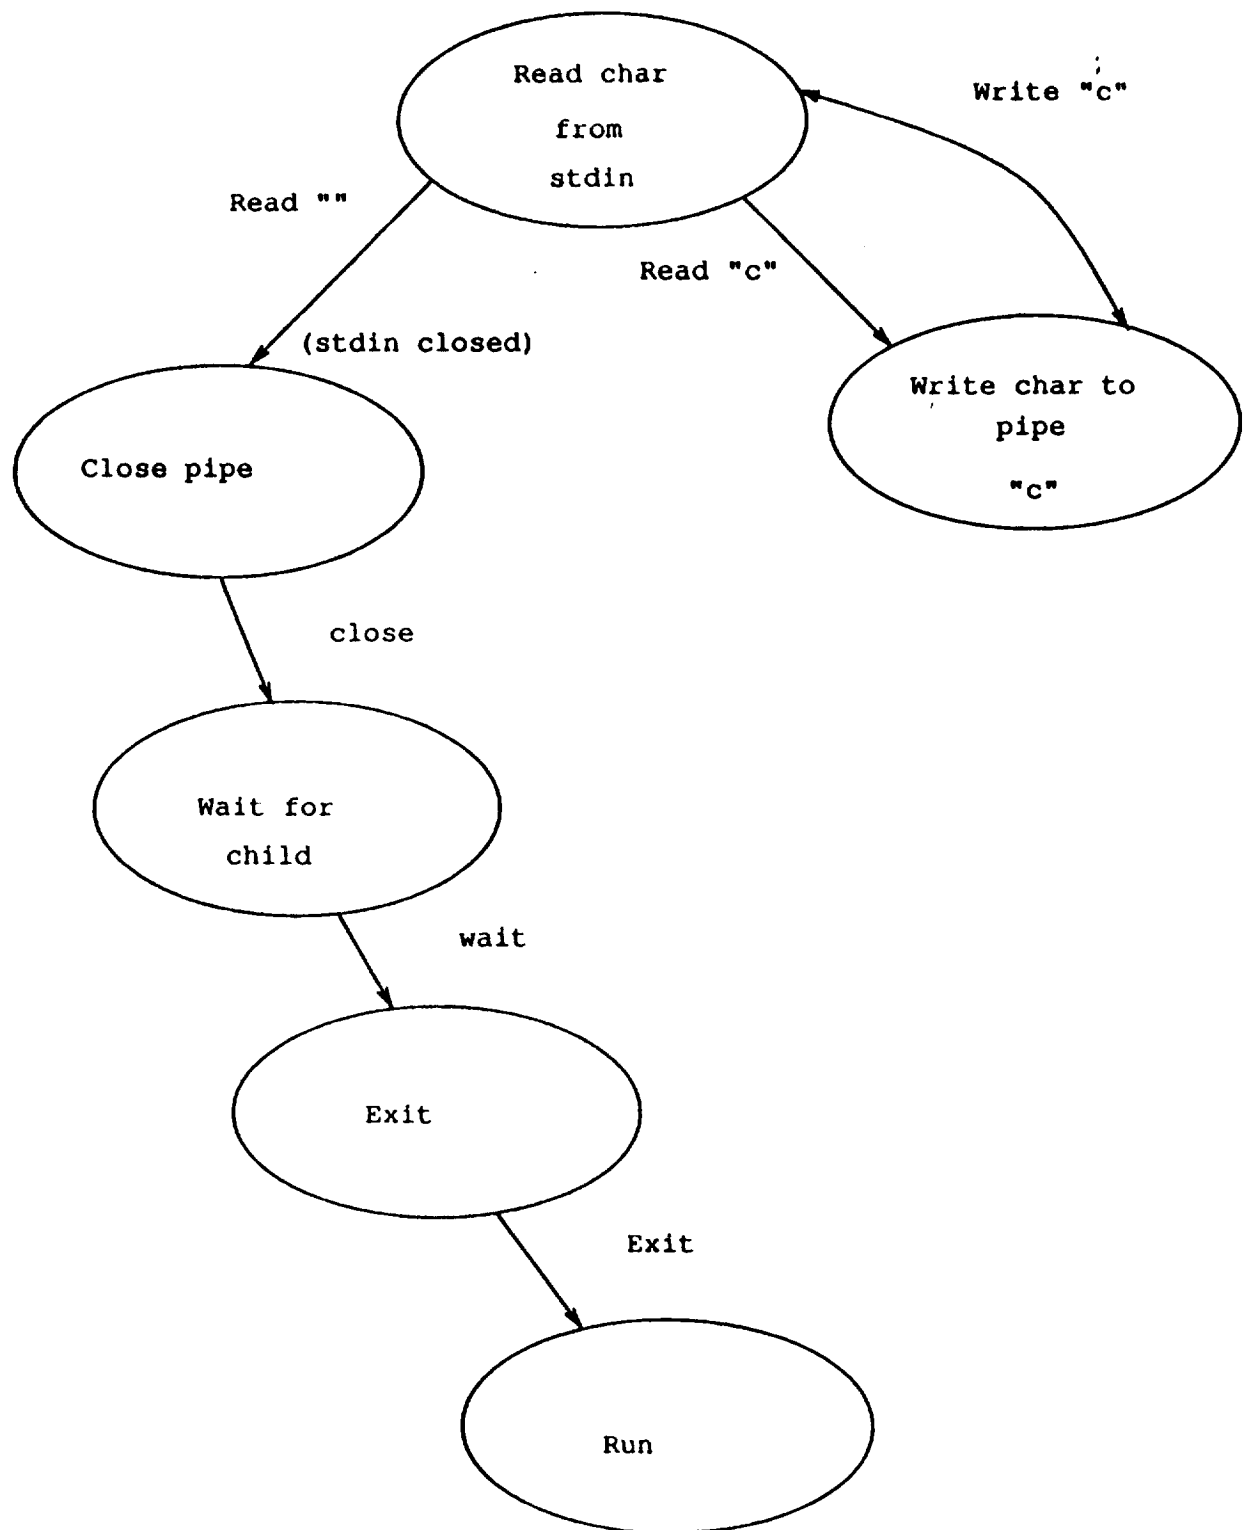 Read char
from
stdin
Write "c"
Read ""
Read "c"
(stdin closed)
Write char to
pipe
"c"
Close pipe
close
Wait for
child
wait
Exit
Exit
Run